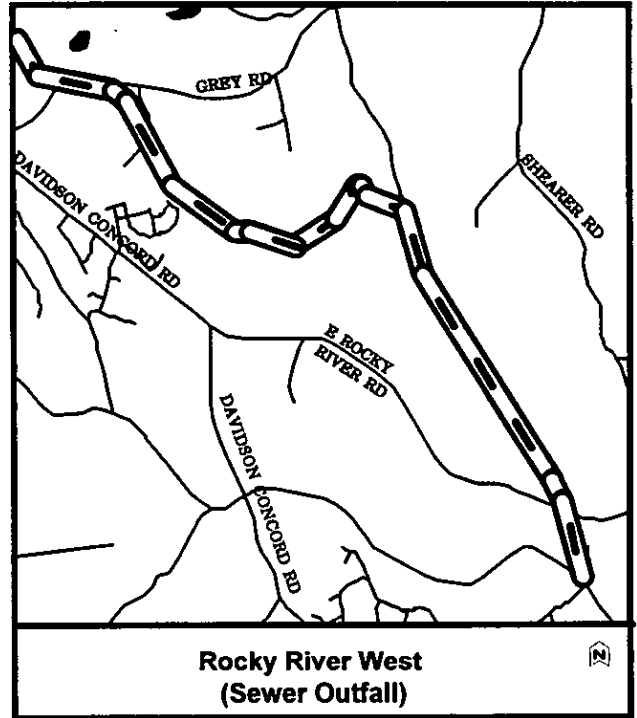 GREY RD
SHEARER RD
DAVIDSON CONCORD RD
E ROCKY
RIVER RD
DAVIDSON CONCORD RD
Rocky River West
(Sewer Outfall)
N